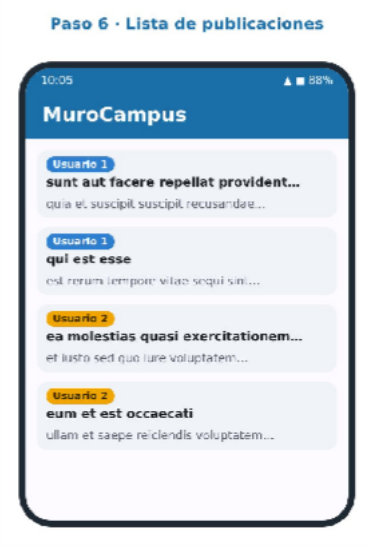 Paso 6 · Lista de publicaciones
10:05 ▲ ■ 88%
MuroCampus
Usuario 1
sunt aut facere repellat provident...
quia et suscipit suscipit recusandae...
Usuario 1
qui est esse
est rerum tempore vitae sequi sint...
Usuario 2
ea molestias quasi exercitationem...
et iusto sed quo iure voluptatem...
Usuario 2
eum et est occaecati
ullam et saepe reiciendis voluptatem...